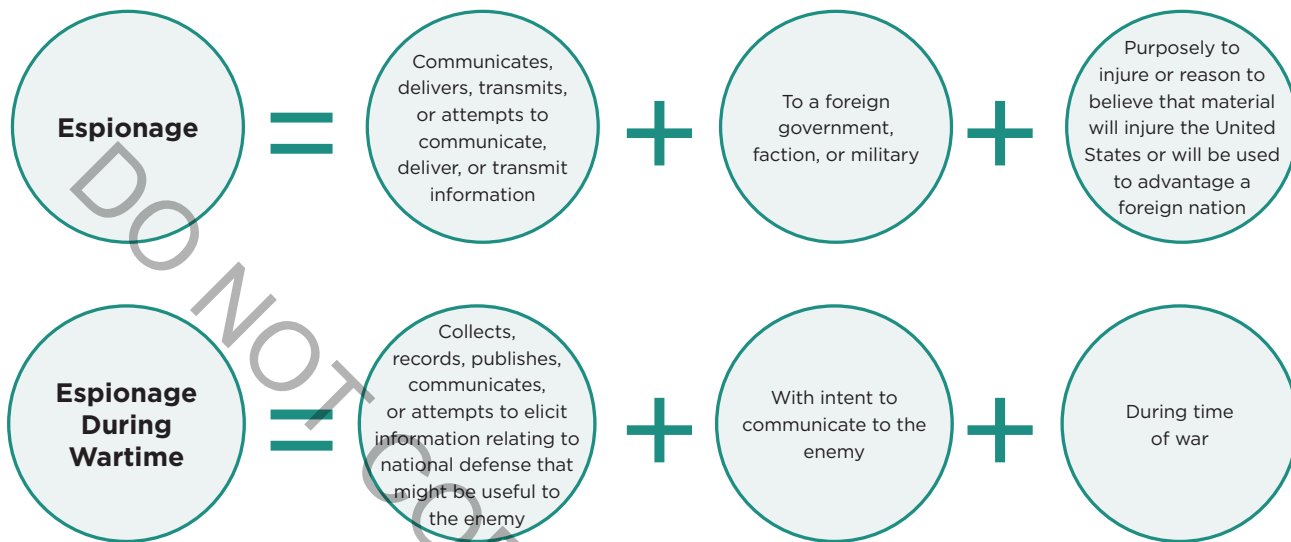 Espionage
Communicates,
delivers, transmits,
or attempts to
communicate,
deliver, or transmit
information
To a foreign
government,
faction, or military
Purposely to
injure or reason to
believe that material
will injure the United
States or will be used
to advantage a
foreign nation
Espionage
During
Wartime
Collects,
records, publishes,
communicates,
or attempts to elicit
information relating to
national defense that
might be useful to
the enemy
With intent to
communicate to the
enemy
During time
of war
DO NOT